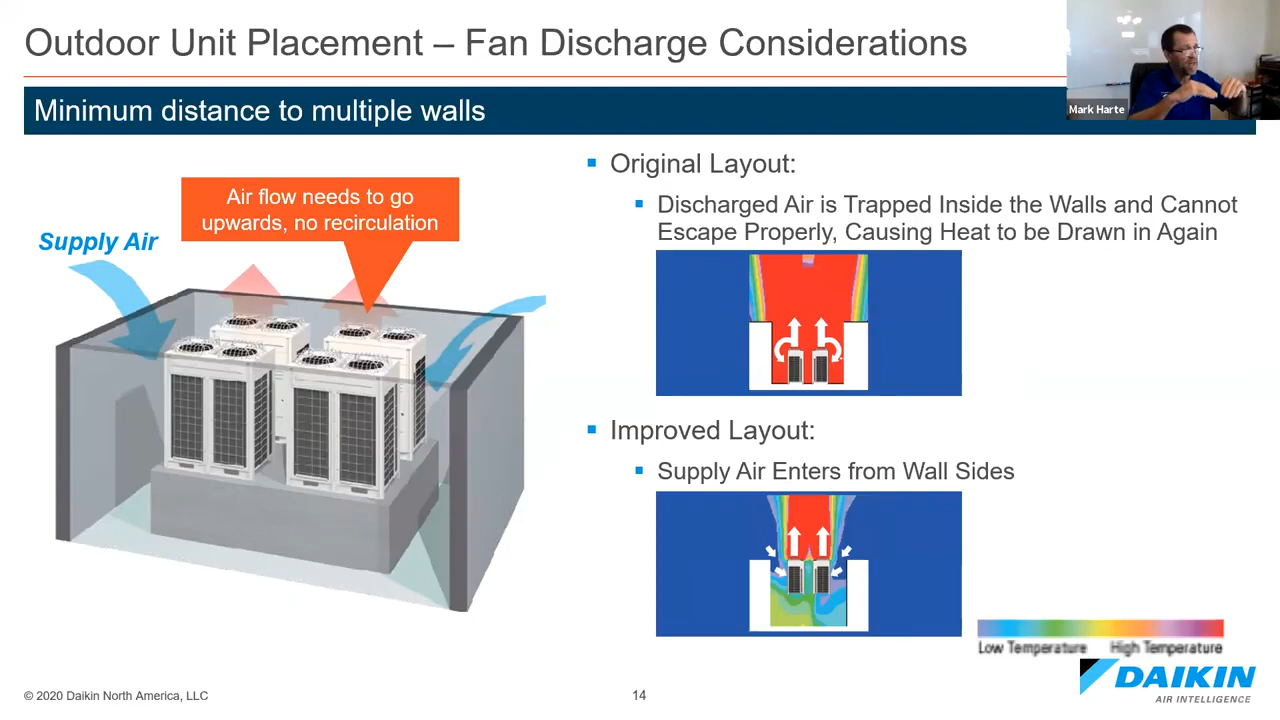 Outdoor Unit Placement – Fan Discharge Considerations
Mark Harte
Minimum distance to multiple walls
Air flow needs to go
upwards, no recirculation
Supply Air
Original Layout:
Discharged Air is Trapped Inside the Walls and Cannot
Escape Properly, Causing Heat to be Drawn in Again
Improved Layout:
Supply Air Enters from Wall Sides
Low Temperature High Temperature
DAIKIN
AIR INTELLIGENCE
© 2020 Daikin North America, LLC
14